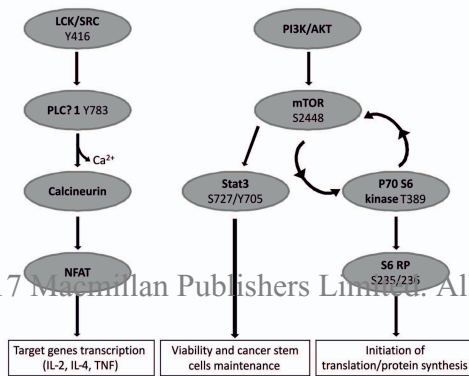 LCK/SRC
Y416
PI3K/AKT
PLC?1 Y783
mTOR
S2448
Ca²⁺
Calcineurin
Stat3
S727/Y705
P70 S6
kinase T389
NFAT
S6 RP
S235/236
17 Macmillan Publishers Limited. Al
Target genes transcription
(IL-2, IL-4, TNF)
Viability and cancer stem
cells maintenance
Initiation of
translation/protein synthesis